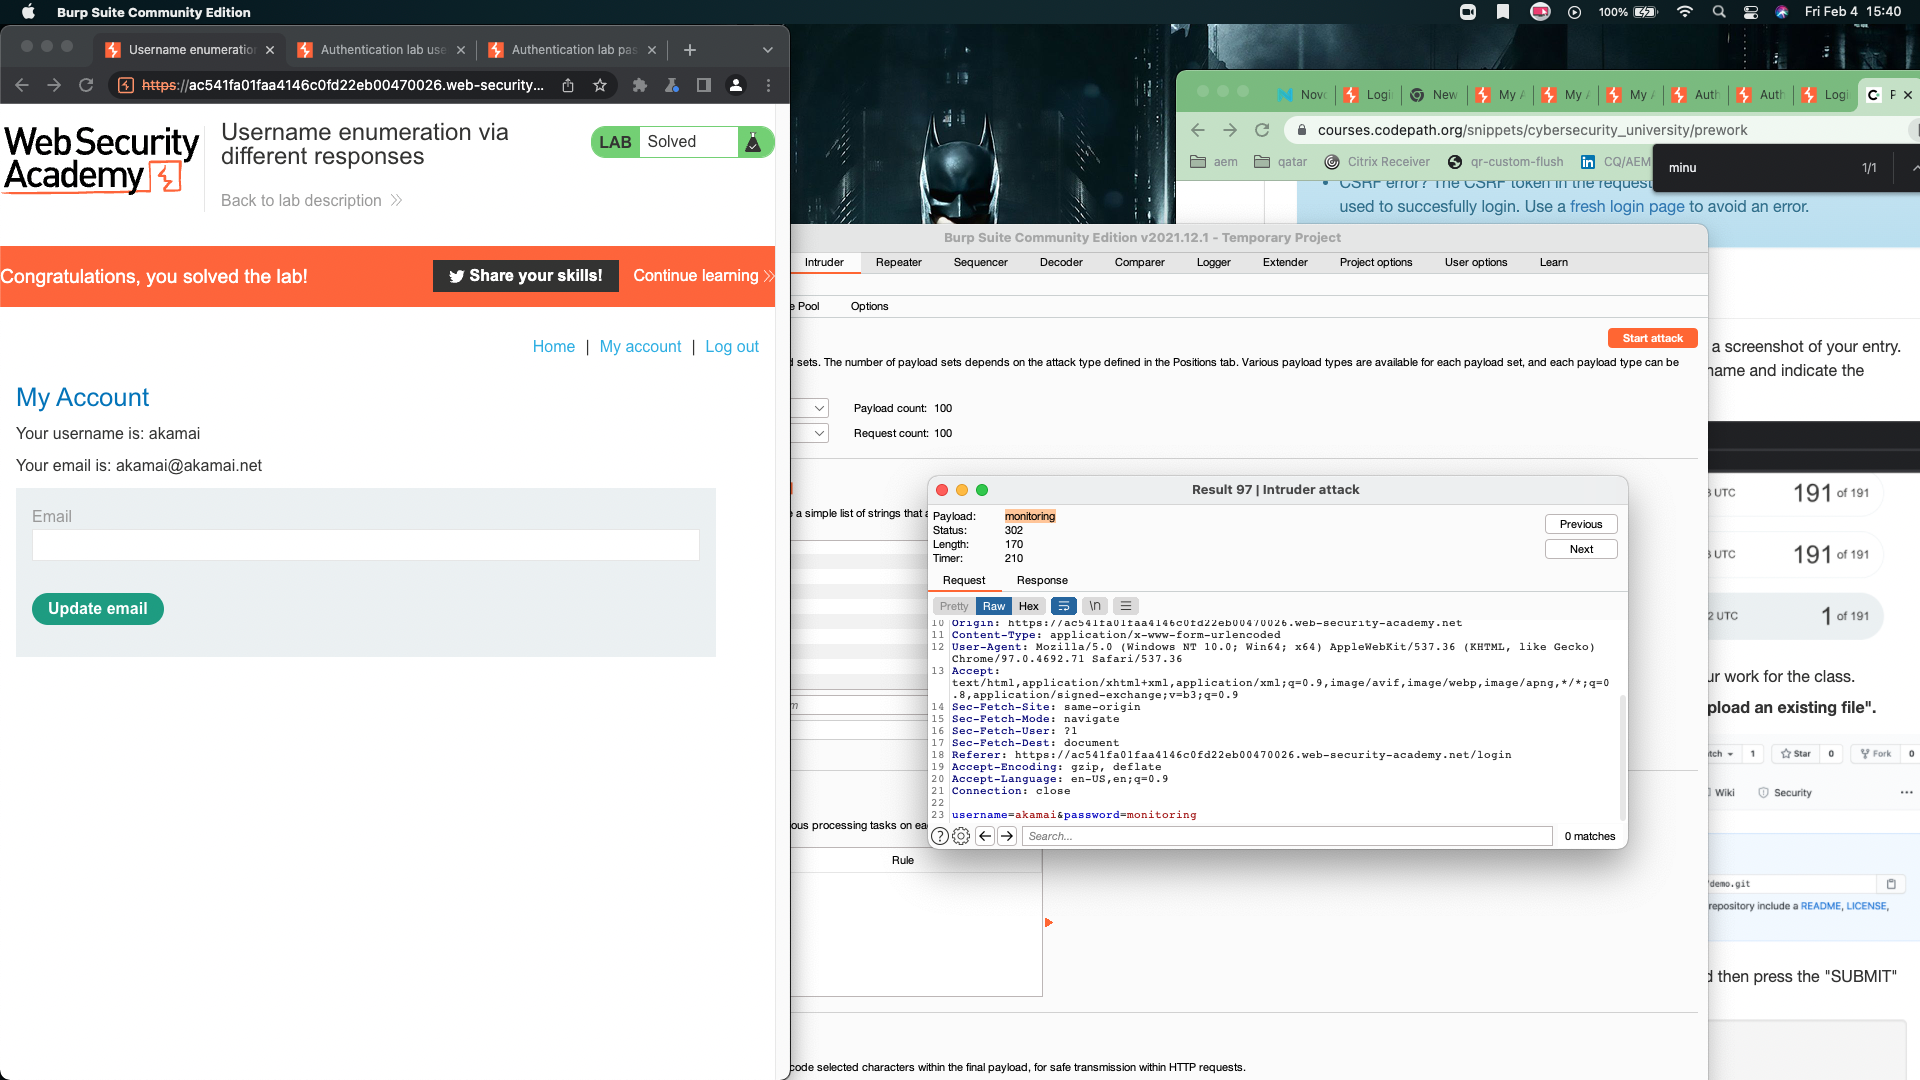 Burp Suite Community Edition
100%
Fri Feb 4 15:40
Username enumeratio
Authentication lab use
Authentication lab pas
https://ac541fa01faa4146c0fd22eb00470026.web-security...
WebSecurity
Academy
Username enumeration via
different responses
Back to lab description
LAB Solved
Congratulations, you solved the lab!
Share your skills!
Continue learning
Home | My account | Log out
My Account
Your username is: akamai
Your email is: akamai@akamai.net
Email
Update email
Novo
Logi
New
My A
My A
My A
Auth
Auth
Logi
P
courses.codepath.org/snippets/cybersecurity_university/prework
aem
qatar
Citrix Receiver
qr-custom-flush
CQ/AEM
minu
1/1
CSRF error? The CSRF token in the request
used to succesfully login. Use a fresh login page to avoid an error.
Burp Suite Community Edition v2021.12.1 - Temporary Project
Intruder Repeater Sequencer Decoder Comparer Logger Extender Project options User options Learn
e Pool Options
Start attack
d sets. The number of payload sets depends on the attack type defined in the Positions tab. Various payload types are available for each payload set, and each payload type can be
Payload count: 100
Request count: 100
e a simple list of strings that a
ous processing tasks on ea
Rule
code selected characters within the final payload, for safe transmission within HTTP requests.
Result 97 | Intruder attack
Payload: monitoring
Status: 302
Length: 170
Timer: 210
Previous
Next
Request Response
Pretty Raw Hex \n
10 Origin: https://ac541fa01faa4146c0fd22eb00470026.web-security-academy.net
11 Content-Type: application/x-www-form-urlencoded
12 User-Agent: Mozilla/5.0 (Windows NT 10.0; Win64; x64) AppleWebKit/537.36 (KHTML, like Gecko)
Chrome/97.0.4692.71 Safari/537.36
13 Accept:
text/html,application/xhtml+xml,application/xml;q=0.9,image/avif,image/webp,image/apng,*/*;q=0
.8,application/signed-exchange;v=b3;q=0.9
14 Sec-Fetch-Site: same-origin
15 Sec-Fetch-Mode: navigate
16 Sec-Fetch-User: ?1
17 Sec-Fetch-Dest: document
18 Referer: https://ac541fa01faa4146c0fd22eb00470026.web-security-academy.net/login
19 Accept-Encoding: gzip, deflate
20 Accept-Language: en-US,en;q=0.9
21 Connection: close
22
23 username=akamai&password=monitoring
Search...
0 matches
a screenshot of your entry.
name and indicate the
UTC 191 of 191
UTC 191 of 191
2 UTC 1 of 191
ur work for the class.
pload an existing file".
tch 1 Star 0 Fork 0
Wiki Security
/demo.git
repository include a README, LICENSE,
d then press the "SUBMIT"